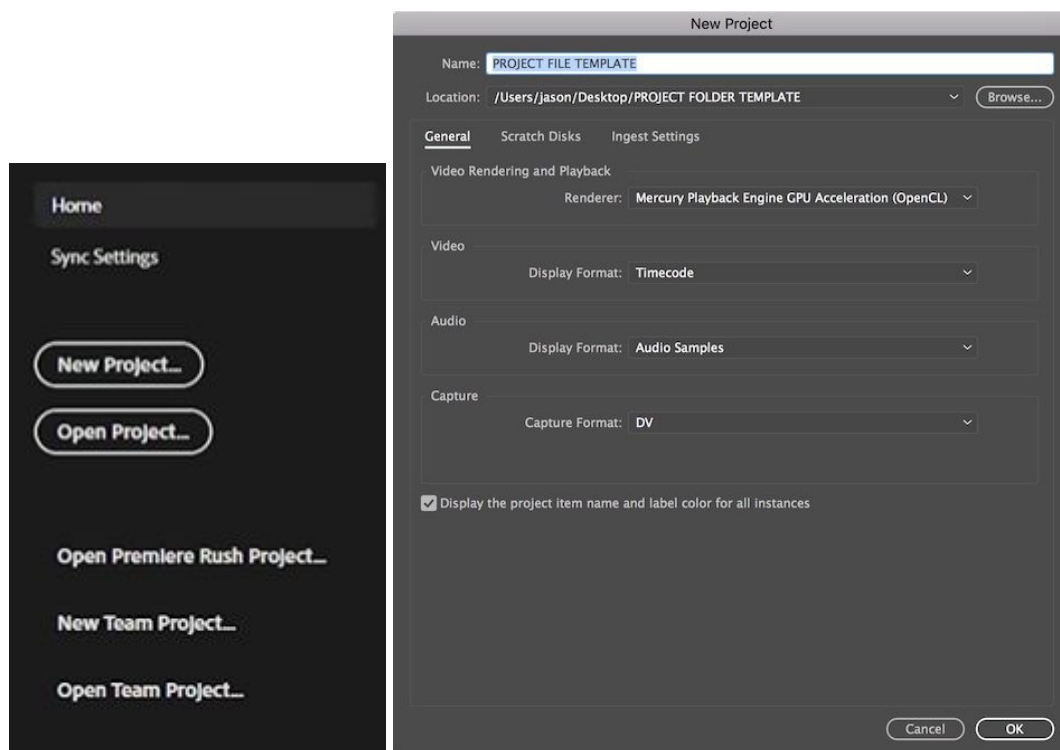 Home
Sync Settings
New Project...
Open Project...
Open Premiere Rush Project...
New Team Project...
Open Team Project...
New Project
Name: PROJECT FILE TEMPLATE
Location: /Users/jason/Desktop/PROJECT FOLDER TEMPLATE Browse...
General Scratch Disks Ingest Settings
Video Rendering and Playback
Renderer: Mercury Playback Engine GPU Acceleration (OpenCL)
Video
Display Format: Timecode
Audio
Display Format: Audio Samples
Capture
Capture Format: DV
Display the project item name and label color for all instances
Cancel OK